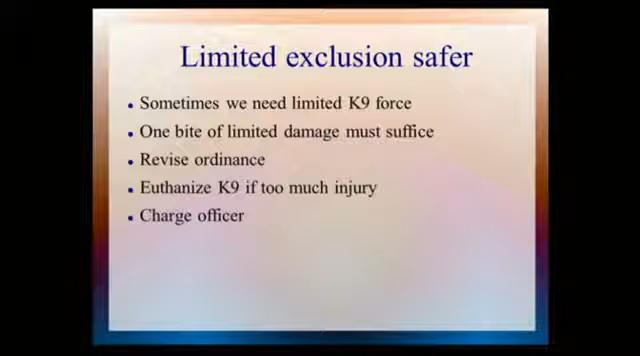 Limited exclusion safer
Sometimes we need limited K9 force
One bite of limited damage must suffice
Revise ordinance
Euthanize K9 if too much injury
Charge officer